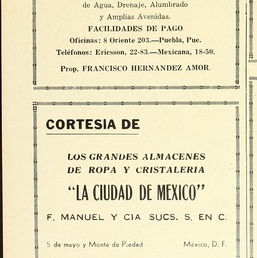 de Agua, Drenaje, Alumbrado
y Amplias Avenidas.
FACILIDADES DE PAGO
Oficinas: 8 Oriente 203.—Puebla, Pue.
Teléfonos: Ericsson, 22-83.—Mexicana, 18-50.
Prop. FRANCISCO HERNANDEZ AMOR.
CORTESIA DE
LOS GRANDES ALMACENES
DE ROPA Y CRISTALERIA
"LA CIUDAD DE MEXICO"
F. MANUEL Y CIA SUCS. S. EN C.
5 de mayo y Monte de Piedad México, D. F.